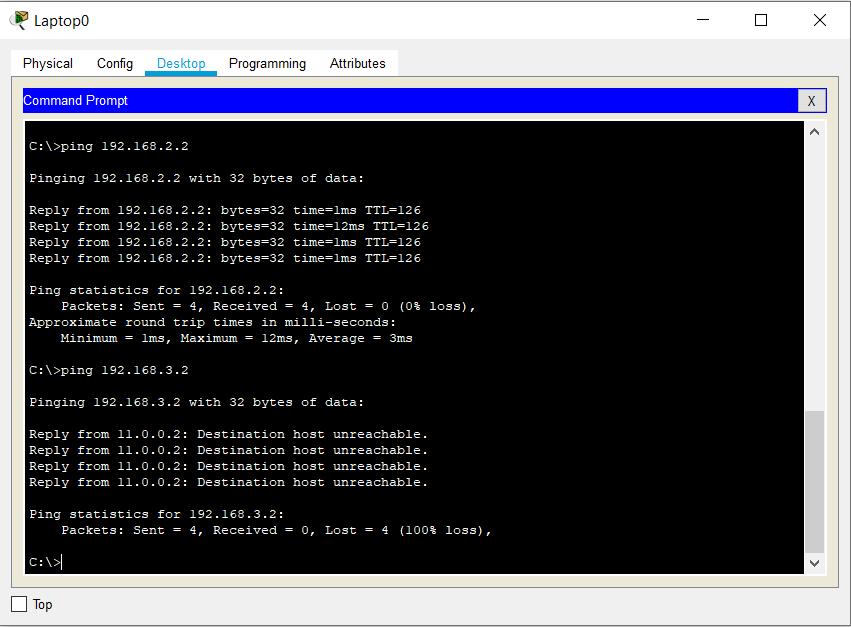 Laptop0
Physical Config Desktop Programming Attributes
Command Prompt
X
C:\>ping 192.168.2.2
Pinging 192.168.2.2 with 32 bytes of data:
Reply from 192.168.2.2: bytes=32 time=1ms TTL=126
Reply from 192.168.2.2: bytes=32 time=12ms TTL=126
Reply from 192.168.2.2: bytes=32 time=1ms TTL=126
Reply from 192.168.2.2: bytes=32 time=1ms TTL=126
Ping statistics for 192.168.2.2:
Packets: Sent = 4, Received = 4, Lost = 0 (0% loss),
Approximate round trip times in milli-seconds:
Minimum = 1ms, Maximum = 12ms, Average = 3ms
C:\>ping 192.168.3.2
Pinging 192.168.3.2 with 32 bytes of data:
Reply from 11.0.0.2: Destination host unreachable.
Reply from 11.0.0.2: Destination host unreachable.
Reply from 11.0.0.2: Destination host unreachable.
Reply from 11.0.0.2: Destination host unreachable.
Ping statistics for 192.168.3.2:
Packets: Sent = 4, Received = 0, Lost = 4 (100% loss),
C:\>
Top